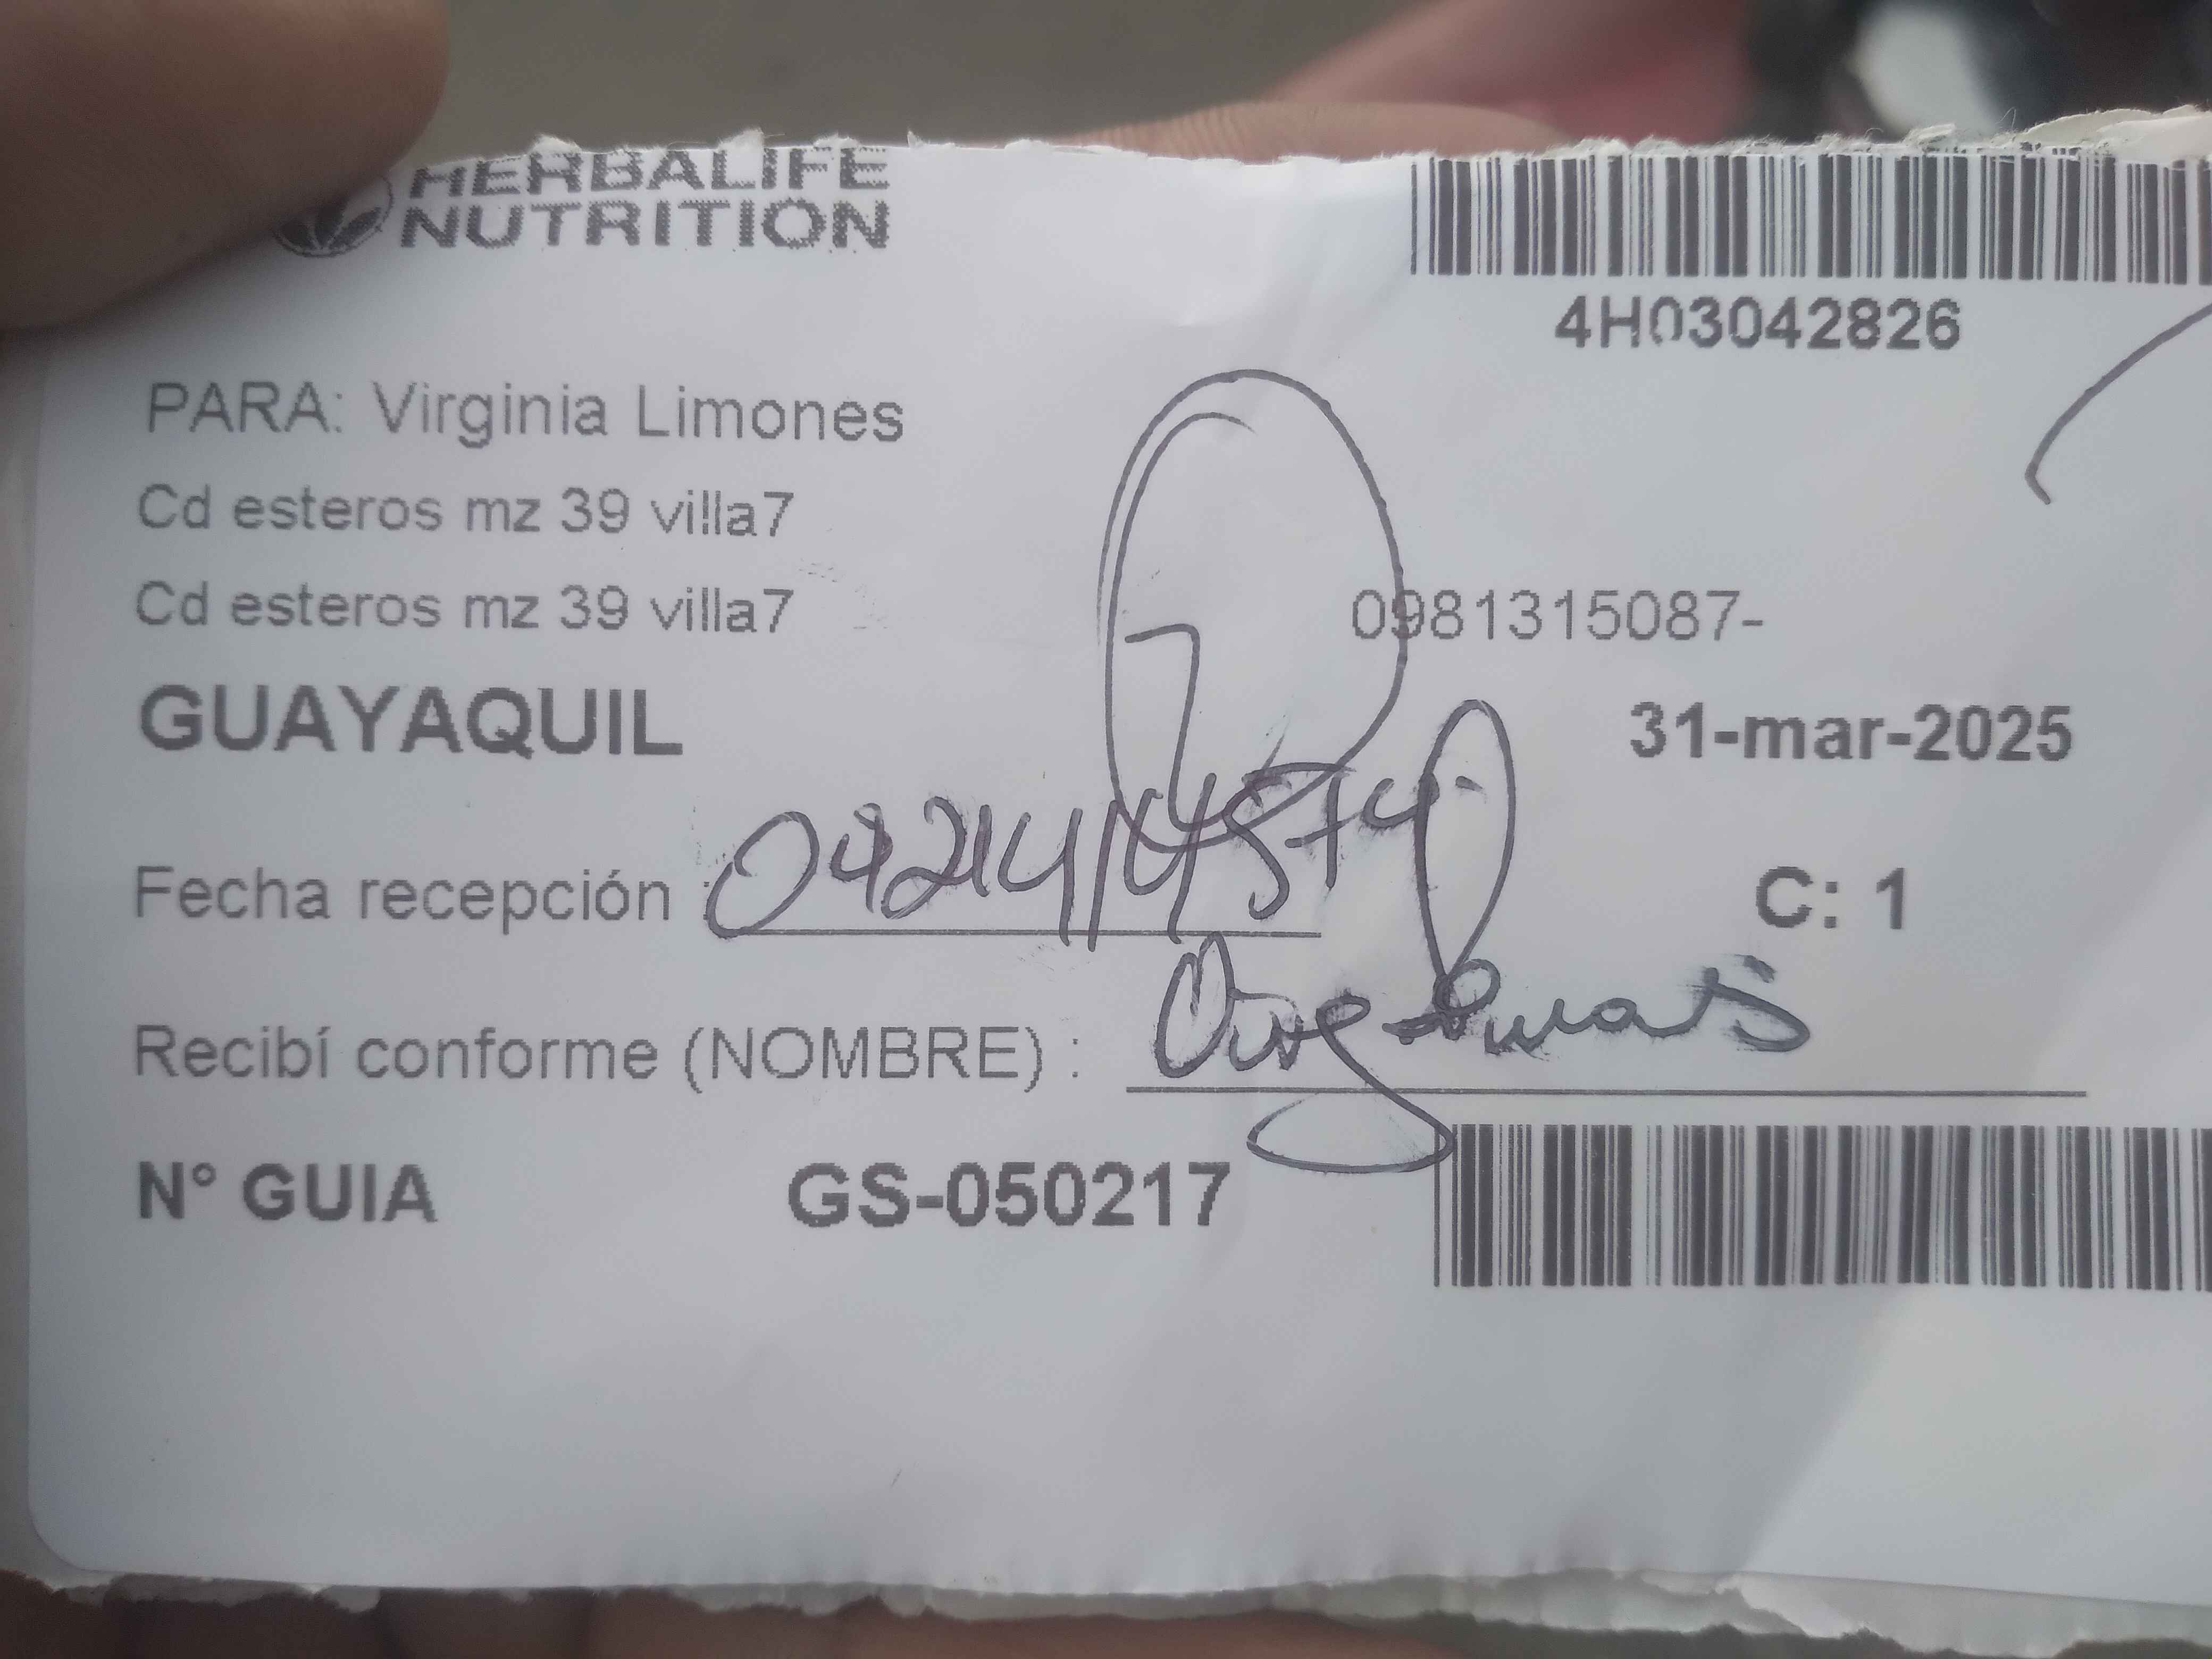 HERBALIFE
NUTRITION
4H03042826
PARA: Virginia Limones
Cd esteros mz 39 villa7
Cd esteros mz 39 villa7
0981315087-
GUAYAQUIL
31-mar-2025
Fecha recepción :
C: 1
Recibí conforme (NOMBRE) :
N° GUIA GS-050217